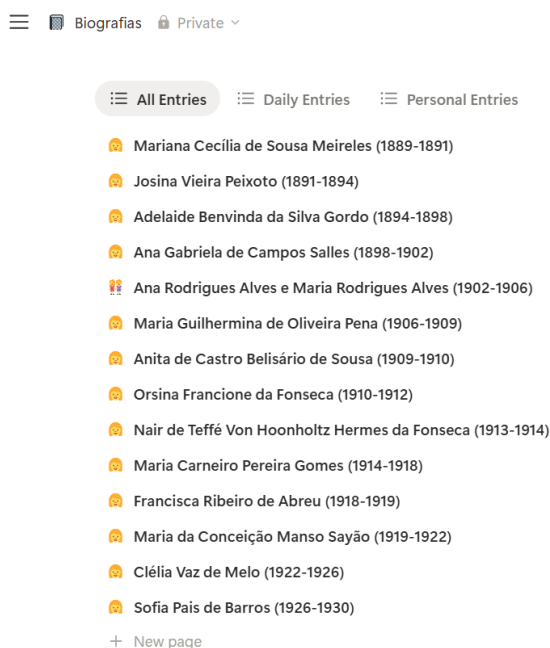 Biografias Private
All Entries Daily Entries Personal Entries
Mariana Cecília de Sousa Meireles (1889-1891)
Josina Vieira Peixoto (1891-1894)
Adelaide Benvinda da Silva Gordo (1894-1898)
Ana Gabriela de Campos Salles (1898-1902)
Ana Rodrigues Alves e Maria Rodrigues Alves (1902-1906)
Maria Guilhermina de Oliveira Pena (1906-1909)
Anita de Castro Belisário de Sousa (1909-1910)
Orsina Francione da Fonseca (1910-1912)
Nair de Teffé Von Hoonholtz Hermes da Fonseca (1913-1914)
Maria Carneiro Pereira Gomes (1914-1918)
Francisca Ribeiro de Abreu (1918-1919)
Maria da Conceição Manso Sayão (1919-1922)
Clélia Vaz de Melo (1922-1926)
Sofia Pais de Barros (1926-1930)
New page